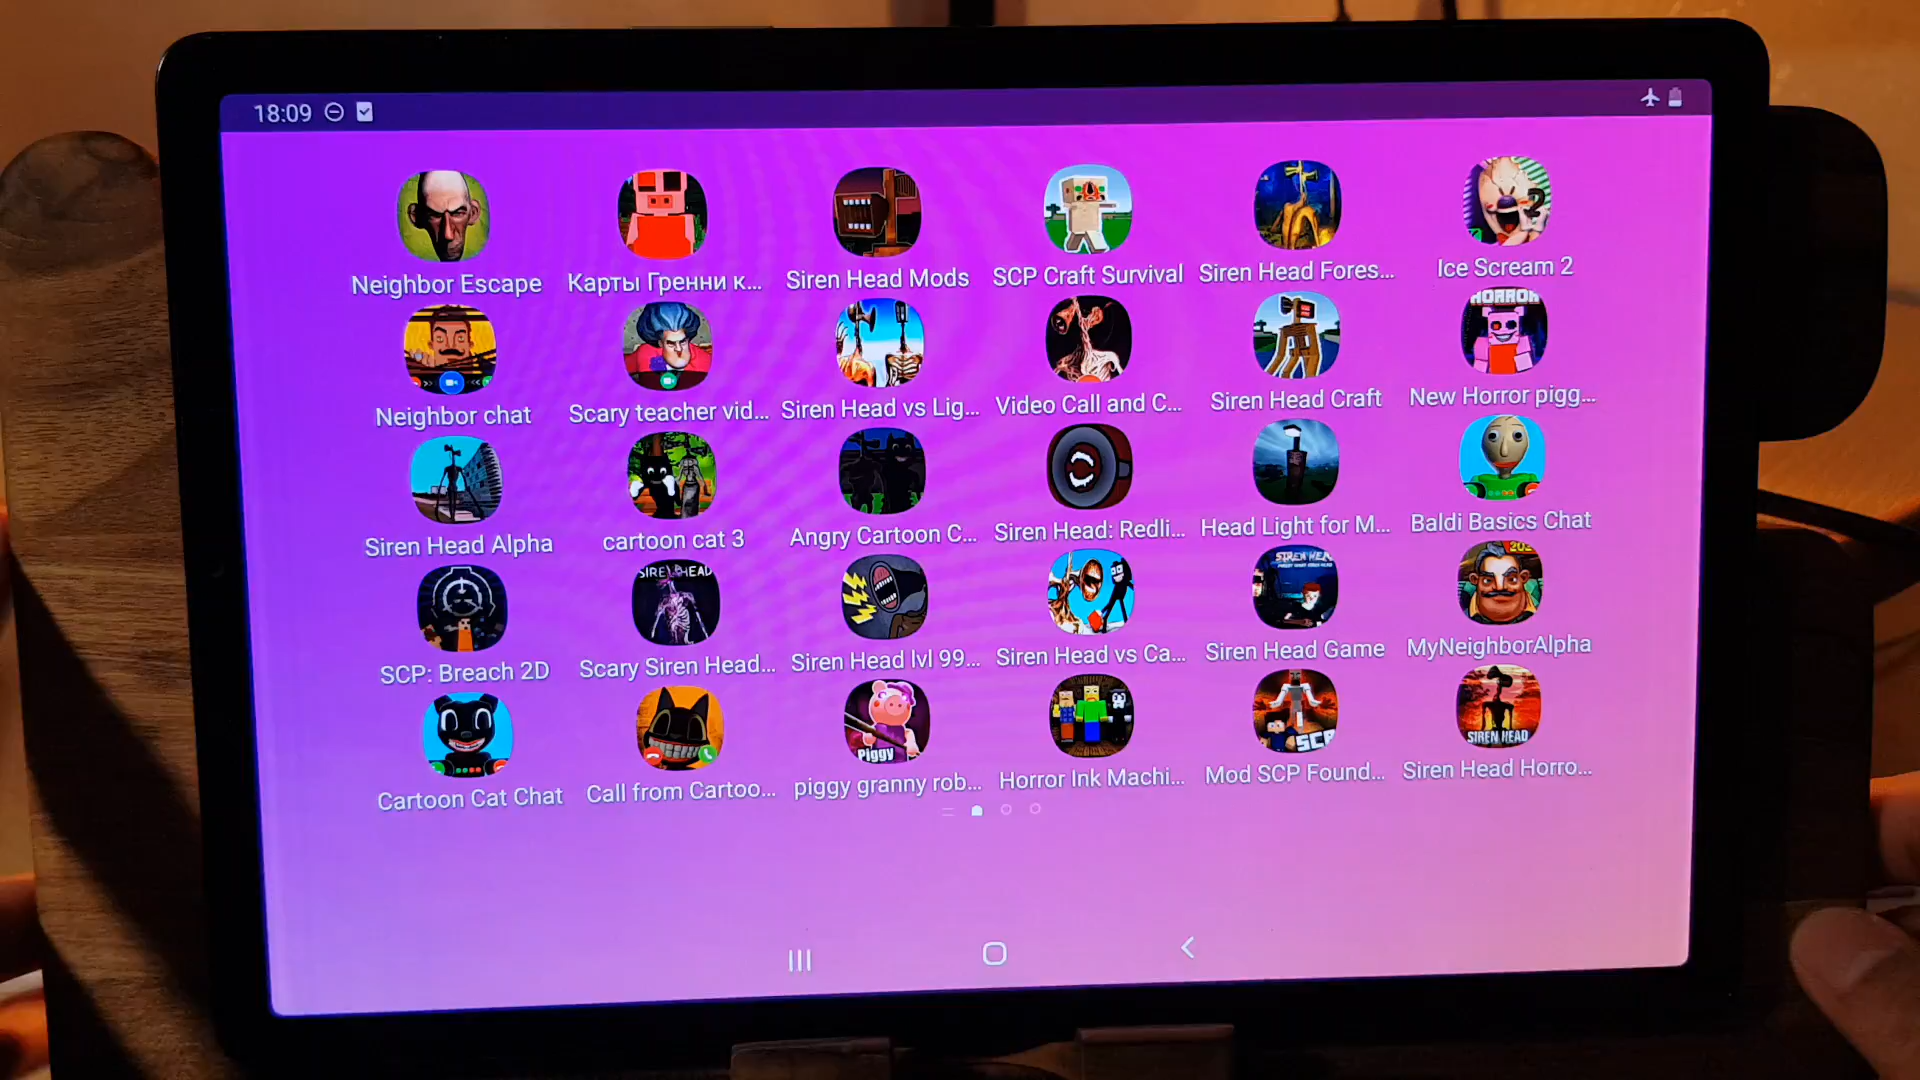 18:09
Neighbor Escape
Карты Гренни к...
Siren Head Mods
SCP Craft Survival
Siren Head Fores...
Ice Scream 2
2
HORROR
Neighbor chat
Scary teacher vid...
Siren Head vs Lig...
Video Call and C...
Siren Head Craft
New Horror pigg...
Siren Head Alpha
cartoon cat 3
Angry Cartoon C...
Siren Head: Redli...
Head Light for M...
Baldi Basics Chat
SIREN HEAD
SIREN HEA
202
SCP: Breach 2D
Scary Siren Head...
Siren Head lvl 99...
Siren Head vs Ca...
Siren Head Game
MyNeighborAlpha
Piggy
SCP
SIREN HEAD
Cartoon Cat Chat
Call from Cartoo...
piggy granny rob...
Horror Ink Machi...
Mod SCP Found...
Siren Head Horro...